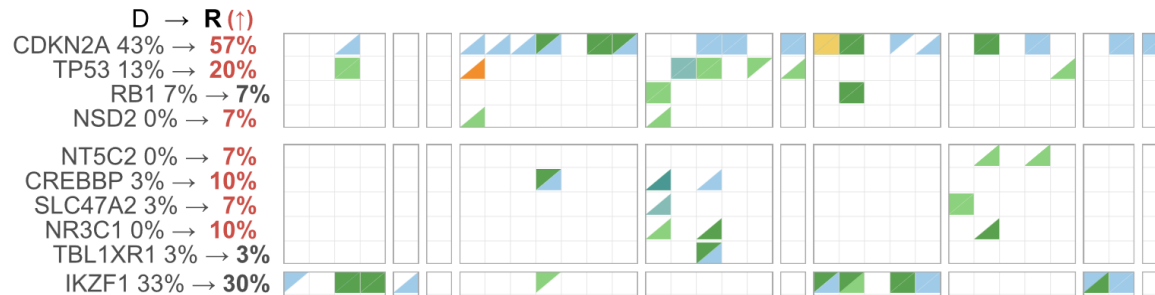 D → R (↑)
CDKN2A 43% → 57%
TP53 13% → 20%
RB1 7% → 7%
NSD2 0% → 7%
NT5C2 0% → 7%
CREBBP 3% → 10%
SLC47A2 3% → 7%
NR3C1 0% → 10%
TBL1XR1 3% → 3%
IKZF1 33% → 30%